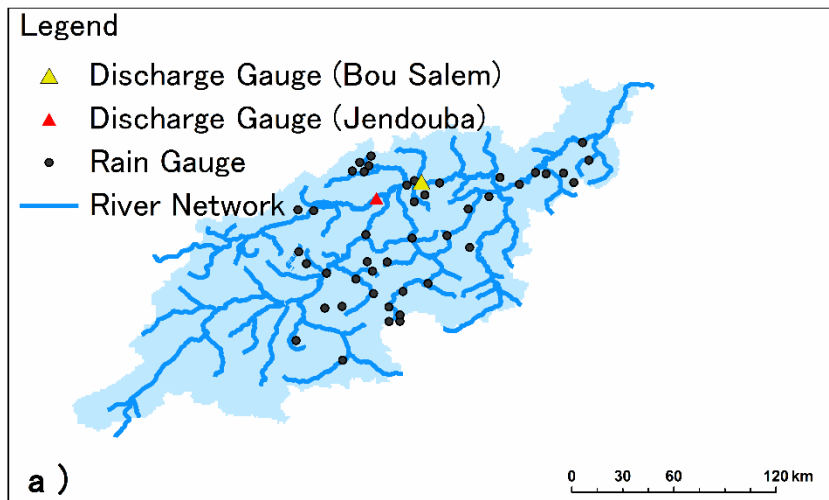 Legend
Discharge Gauge (Bou Salem)
Discharge Gauge (Jendouba)
Rain Gauge
River Network
a )
0 30 60 120 km